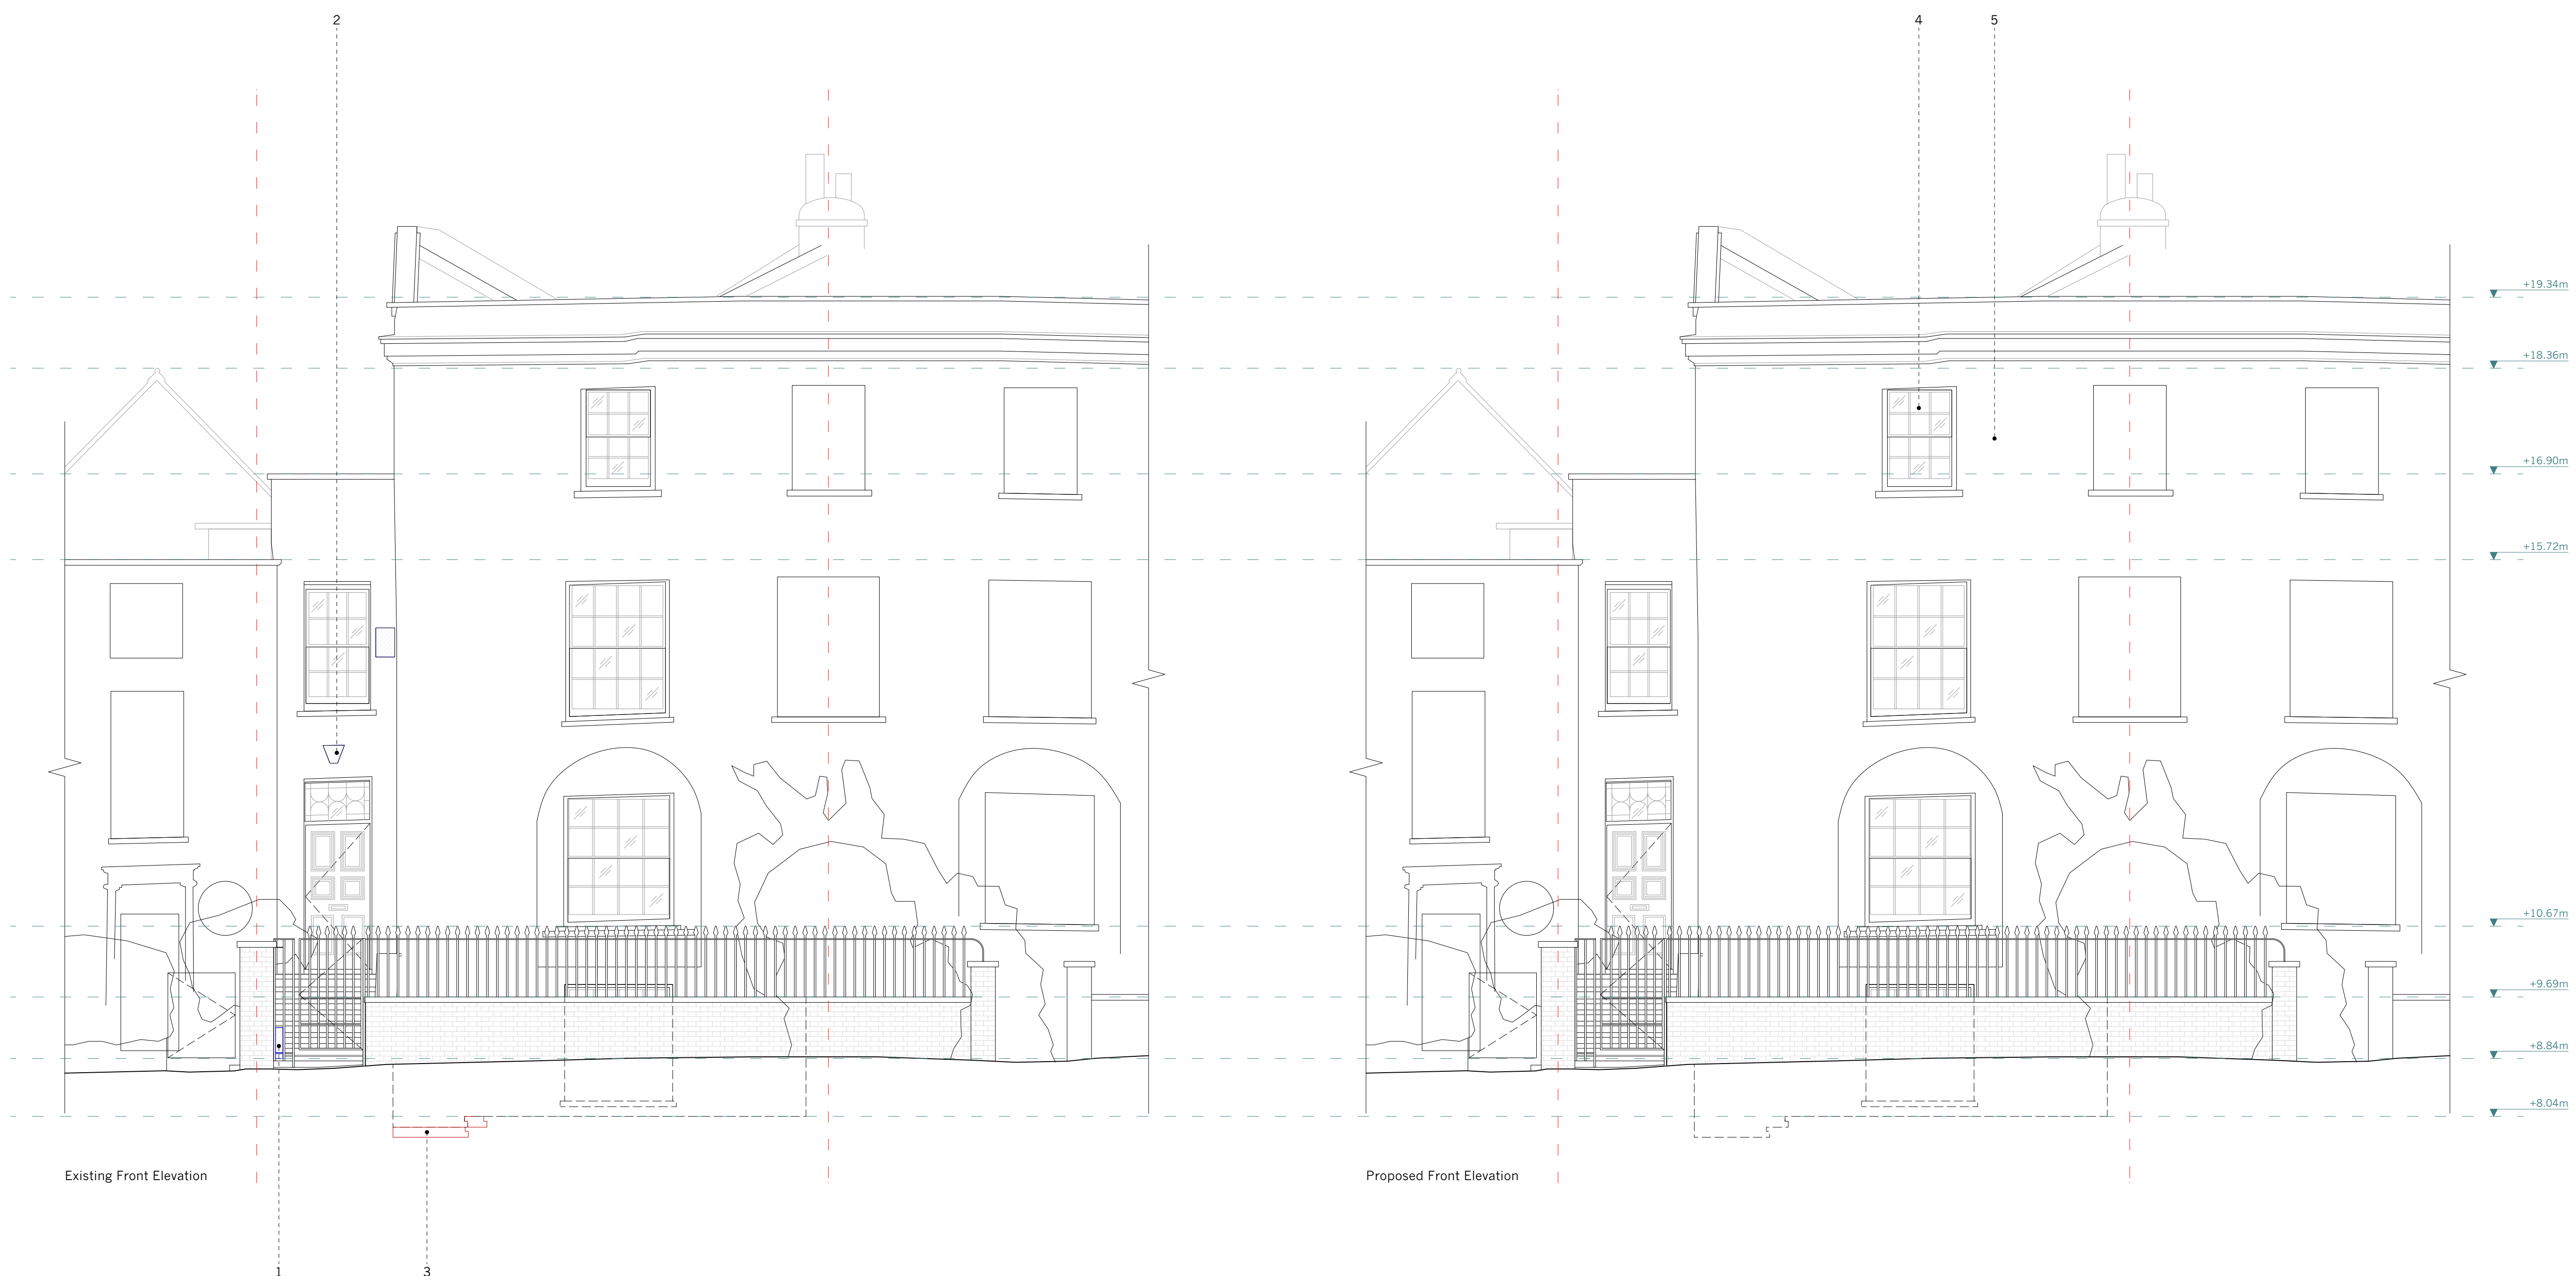 2
4
5
+19.34m
+18.36m
+16.90m
+15.72m
+10.67m
+9.69m
+8.84m
+8.04m
Existing Front Elevation
Proposed Front Elevation
1
3